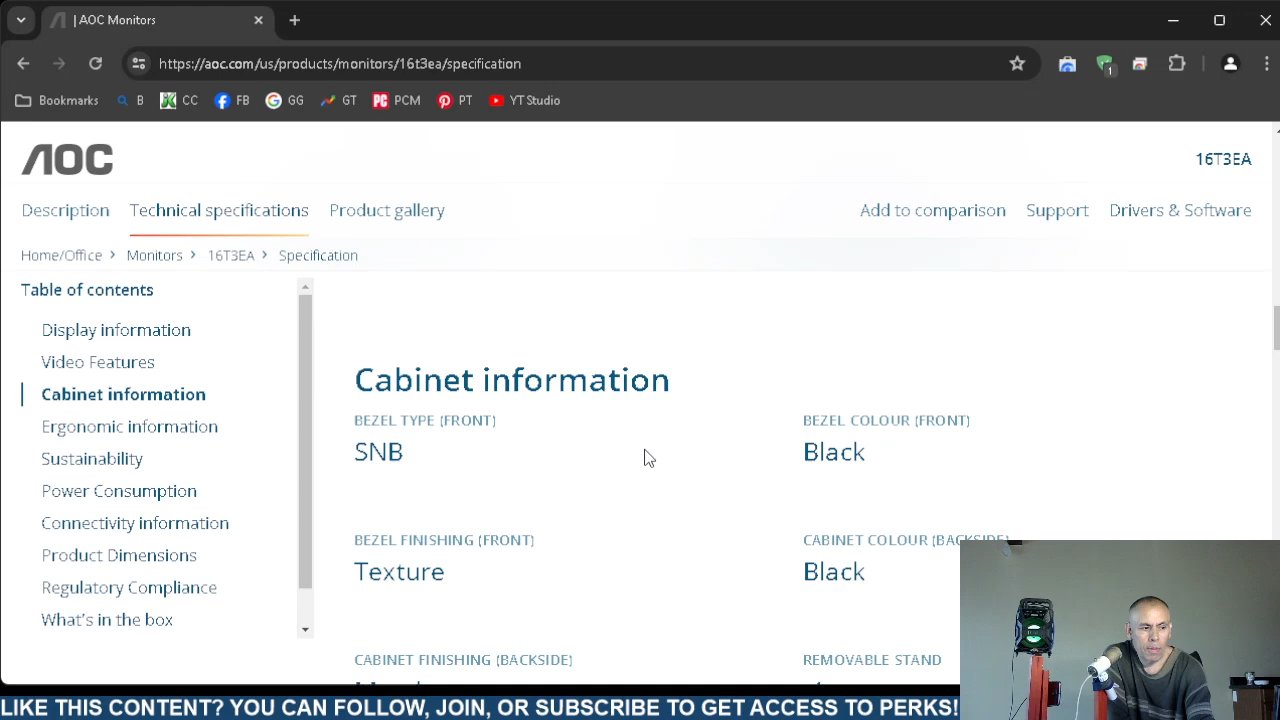 | AOC Monitors
https://aoc.com/us/products/monitors/16t3ea/specification
1
Bookmarks B CC FB GG GT PCM PT YT Studio
AOC
16T3EA
Description Technical specifications Product gallery Add to comparison Support Drivers & Software
Home/Office > Monitors > 16T3EA > Specification
Table of contents
Display information
Video Features
Cabinet information
Ergonomic information
Sustainability
Power Consumption
Connectivity information
Product Dimensions
Regulatory Compliance
What's in the box
Cabinet information
BEZEL TYPE (FRONT) BEZEL COLOUR (FRONT)
SNB Black
BEZEL FINISHING (FRONT) CABINET COLOUR (BACKSIDE)
Texture Black
CABINET FINISHING (BACKSIDE) REMOVABLE STAND
LIKE THIS CONTENT? YOU CAN FOLLOW, JOIN, OR SUBSCRIBE TO GET ACCESS TO PERKS!